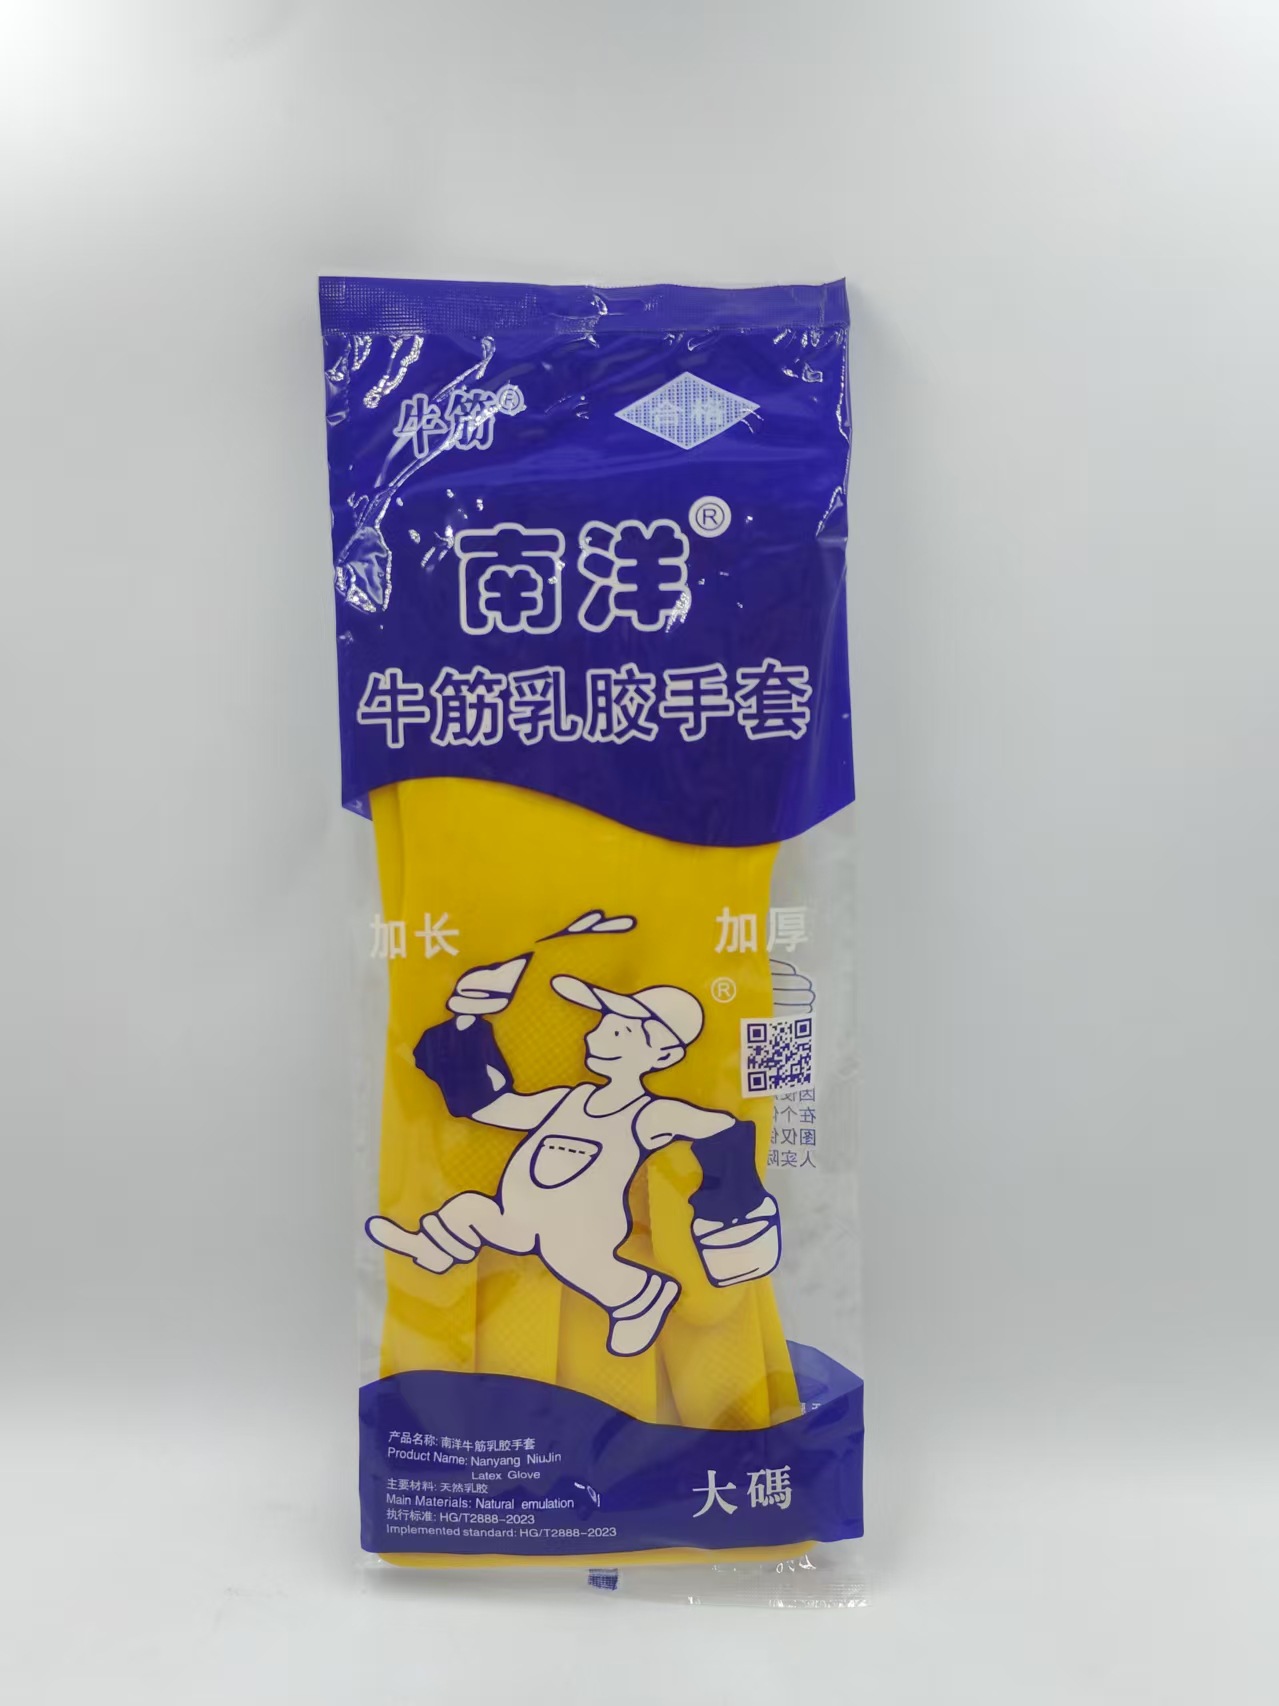 牛筋®
合格
南洋®
牛筋乳胶手套
加长
加厚
®
产品名称: 南洋牛筋乳胶手套
Product Name: Nanyang NiuJin
Latex Glove
主要材料: 天然乳胶
Main Materials: Natural emulation
执行标准: HG/T2888-2023
Implemented standard: HG/T2888-2023
大碼